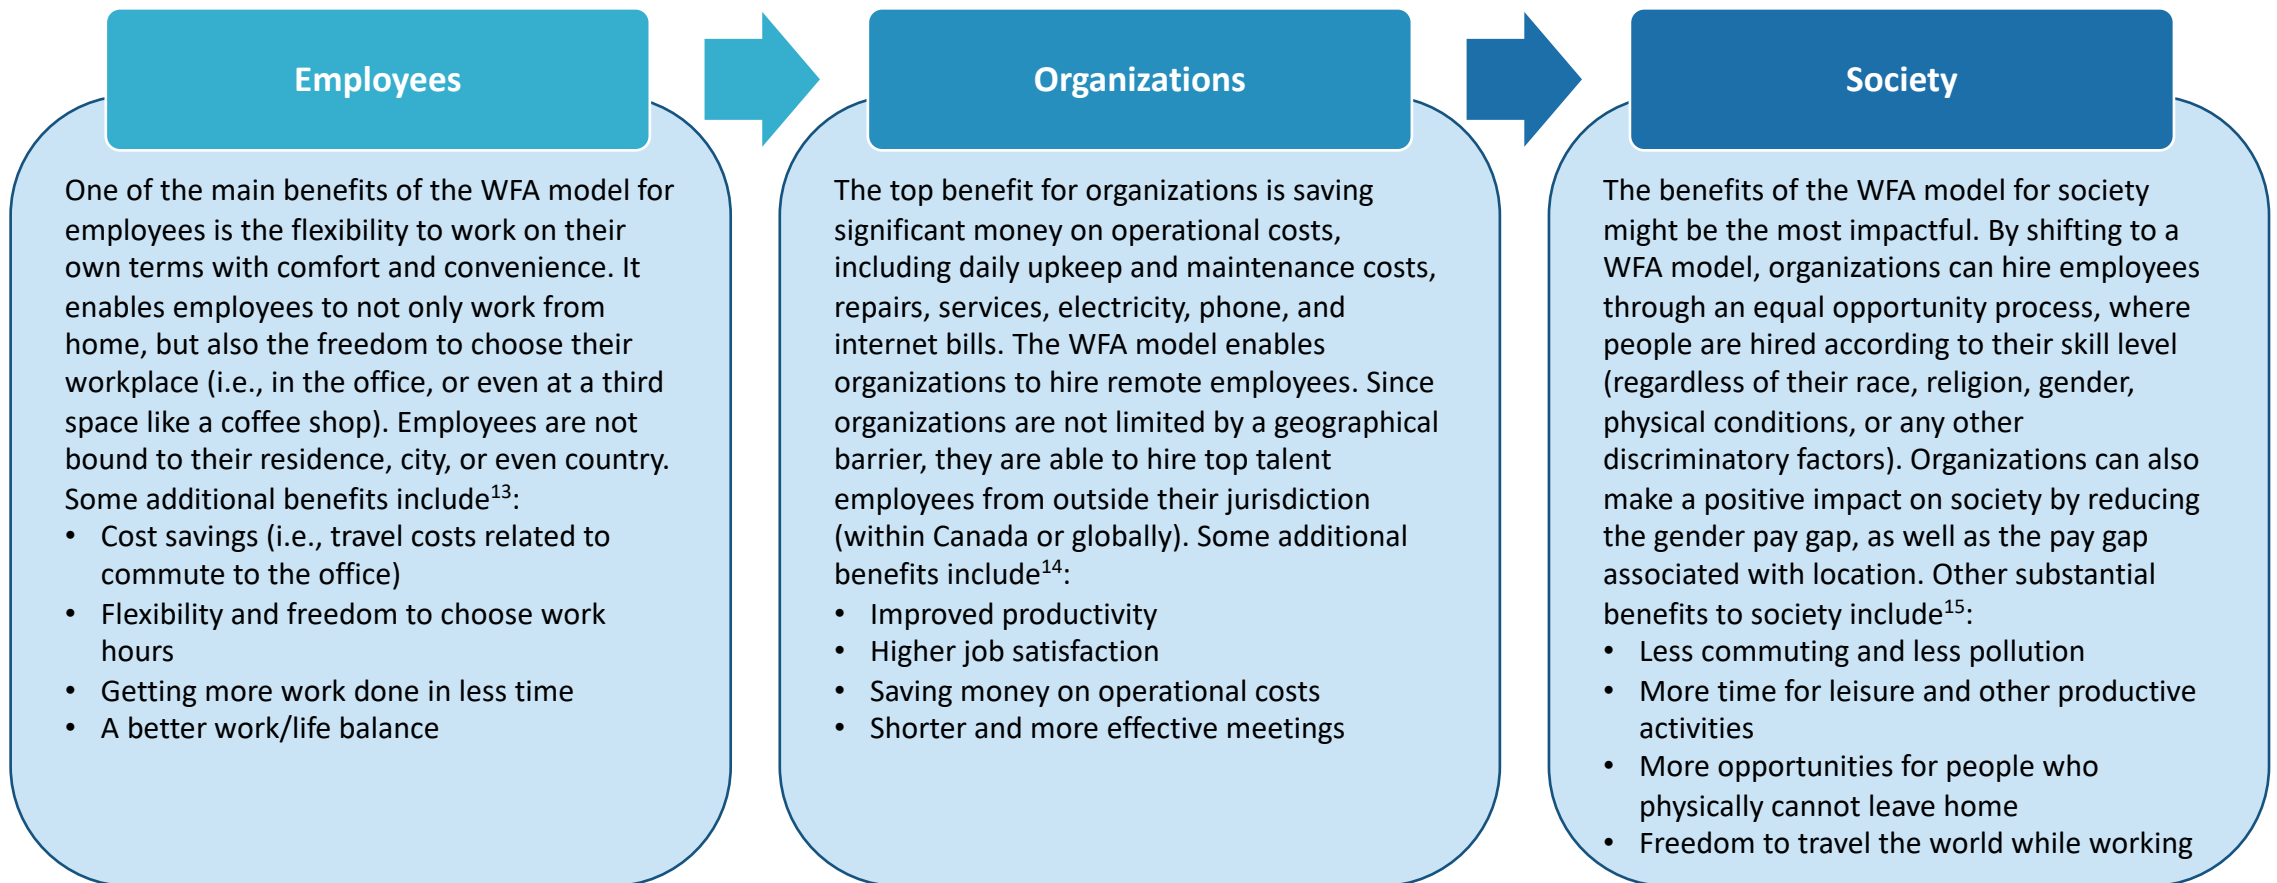 Employees
One of the main benefits of the WFA model for
employees is the flexibility to work on their
own terms with comfort and convenience. It
enables employees to not only work from
home, but also the freedom to choose their
workplace (i.e., in the office, or even at a third
space like a coffee shop). Employees are not
bound to their residence, city, or even country.
Some additional benefits include¹³:
• Cost savings (i.e., travel costs related to
commute to the office)
• Flexibility and freedom to choose work
hours
• Getting more work done in less time
• A better work/life balance
Organizations
The top benefit for organizations is saving
significant money on operational costs,
including daily upkeep and maintenance costs,
repairs, services, electricity, phone, and
internet bills. The WFA model enables
organizations to hire remote employees. Since
organizations are not limited by a geographical
barrier, they are able to hire top talent
employees from outside their jurisdiction
(within Canada or globally). Some additional
benefits include¹⁴:
• Improved productivity
• Higher job satisfaction
• Saving money on operational costs
• Shorter and more effective meetings
Society
The benefits of the WFA model for society
might be the most impactful. By shifting to a
WFA model, organizations can hire employees
through an equal opportunity process, where
people are hired according to their skill level
(regardless of their race, religion, gender,
physical conditions, or any other
discriminatory factors). Organizations can also
make a positive impact on society by reducing
the gender pay gap, as well as the pay gap
associated with location. Other substantial
benefits to society include¹⁵:
• Less commuting and less pollution
• More time for leisure and other productive
activities
• More opportunities for people who
physically cannot leave home
• Freedom to travel the world while working